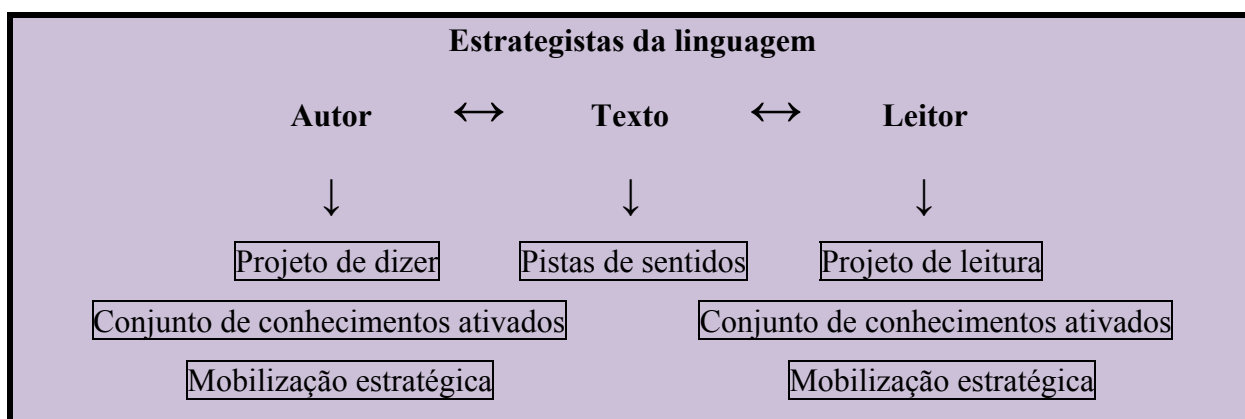 Estrategistas da linguagem
Autor ↔ Texto ↔ Leitor
↓ ↓ ↓
Projeto de dizer Pistas de sentidos Projeto de leitura
Conjunto de conhecimentos ativados Conjunto de conhecimentos ativados
Mobilização estratégica Mobilização estratégica